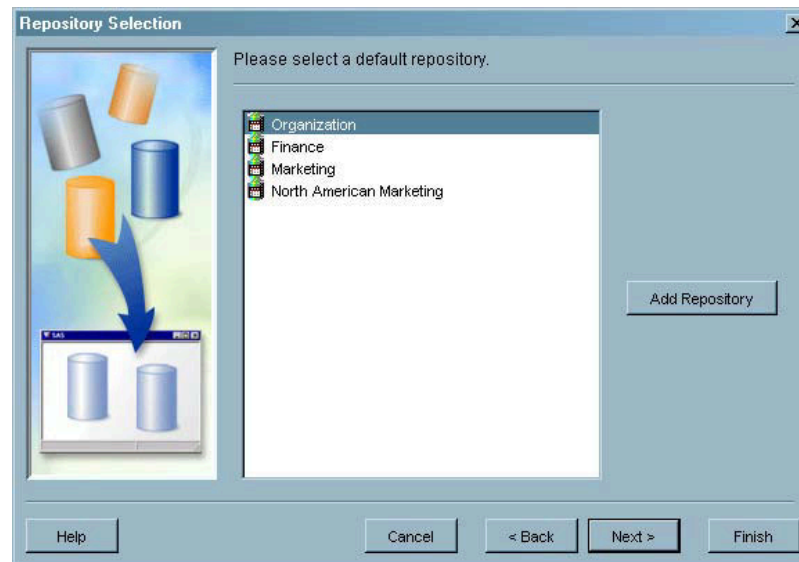 Repository Selection
Please select a default repository.
Organization
Finance
Marketing
North American Marketing
Add Repository
SAS
Help
Cancel
< Back
Next >
Finish